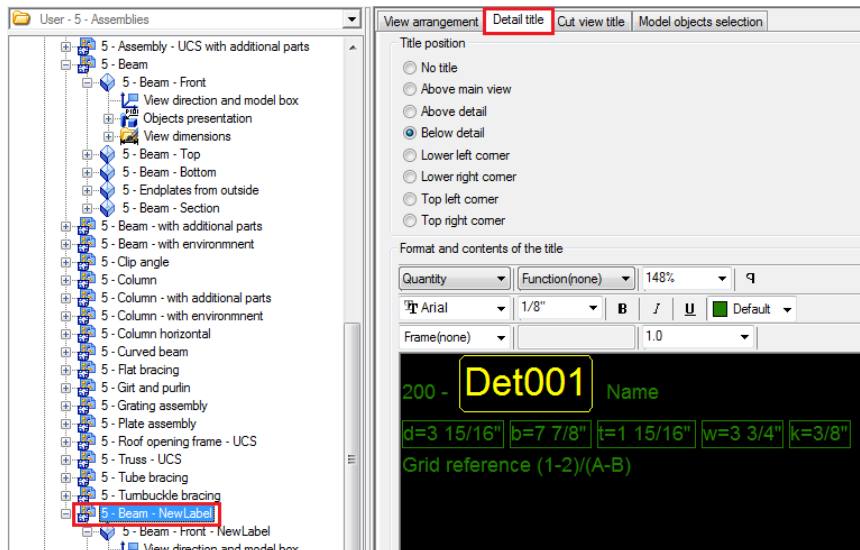 User - 5 - Assemblies
5 - Assembly - UCS with additional parts
5 - Beam
5 - Beam - Front
View direction and model box
Objects presentation
View dimensions
5 - Beam - Top
5 - Beam - Bottom
5 - Endplates from outside
5 - Beam - Section
5 - Beam - with additional parts
5 - Beam - with environmnent
5 - Clip angle
5 - Column
5 - Column - with additional parts
5 - Column - with environmnent
5 - Column horizontal
5 - Curved beam
5 - Flat bracing
5 - Girt and purlin
5 - Grating assembly
5 - Plate assembly
5 - Roof opening frame - UCS
5 - Truss - UCS
5 - Tube bracing
5 - Turnbuckle bracing
5 - Beam - NewLabel
5 - Beam - Front - NewLabel
View direction and model box
View arrangement Detail title Cut view title Model objects selection
Title position
No title
Above main view
Above detail
Below detail
Lower left corner
Lower right corner
Top left corner
Top right corner
Format and contents of the title
Quantity Function(none) 148% ¶
Arial 1/8" B I U Default
Frame(none) 1.0
200 - Det001 Name
d=3 15/16" b=7 7/8" t=1 15/16" w=3 3/4" k=3/8"
Grid reference (1-2)/(A-B)